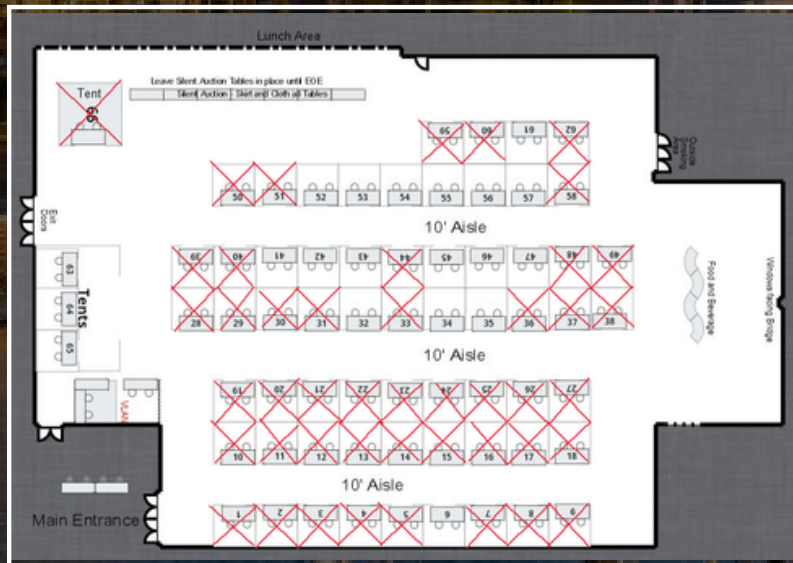 Lunch Area
Leave Silent Auction Tables in place until EOE
Silent Auction - Skirt and Cloth all Tables
Tent
66
59 60 61 62
Outside Smoking Area
50 51 52 53 54 55 56 57 58
Exit Doors
10' Aisle
39 40 41 42 43 44 45 46 47 48 49
63
64
65
Tents
Food and Beverage
Windows facing Bridge
28 29 30 31 32 33 34 35 36 37 38
10' Aisle
VLAN
19 20 21 22 23 24 25 26 27
10 11 12 13 14 15 16 17 18
10' Aisle
Main Entrance
1 2 3 4 5 6 7 8 9